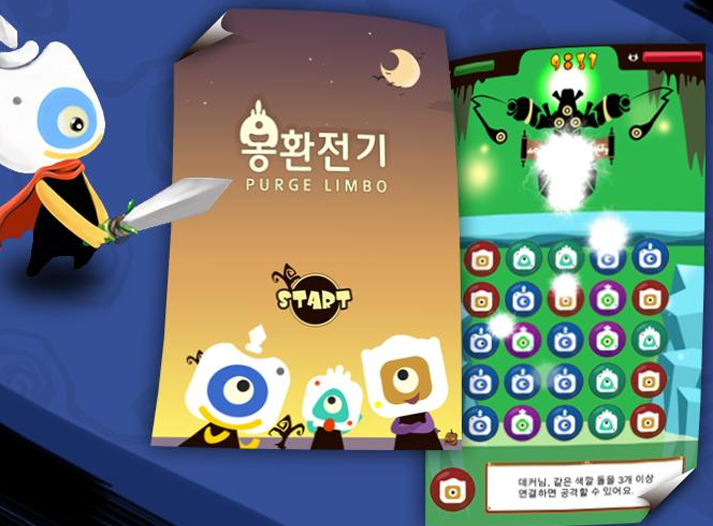 몽환전기
PURGE LIMBO
START
9837
데커님, 같은 색깔 돌을 3개 이상
연결하면 공격할 수 있어요.